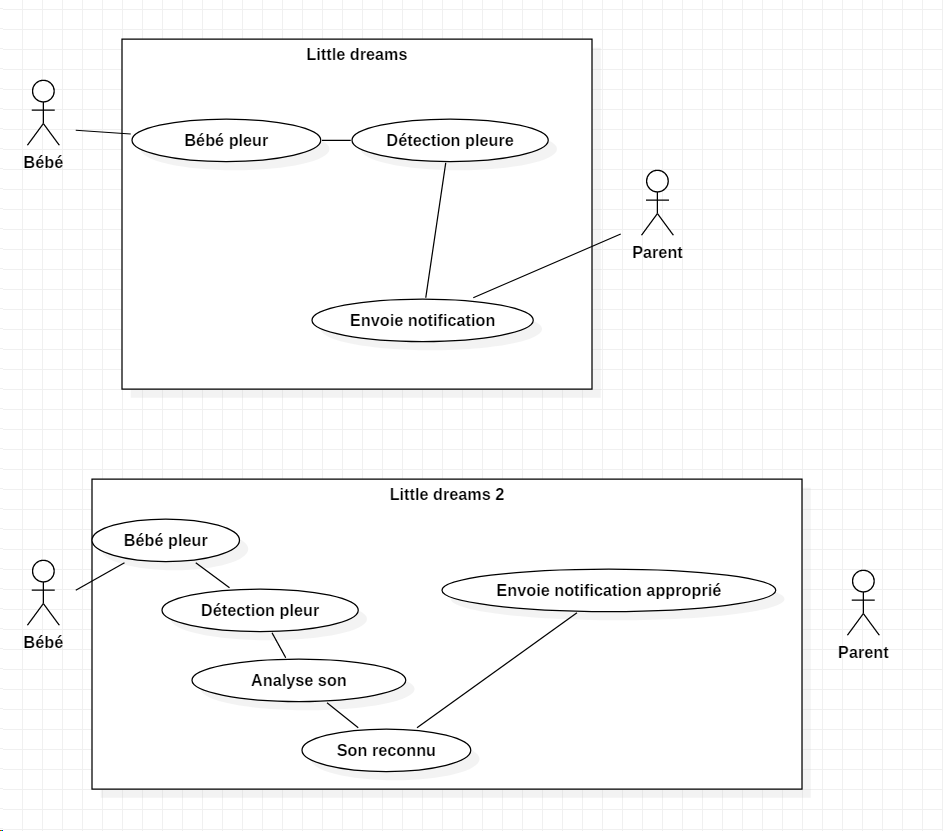 Little dreams
Bébé
Bébé pleur
Détection pleure
Parent
Envoie notification
Little dreams 2
Bébé
Bébé pleur
Détection pleur
Envoie notification approprié
Parent
Analyse son
Son reconnu